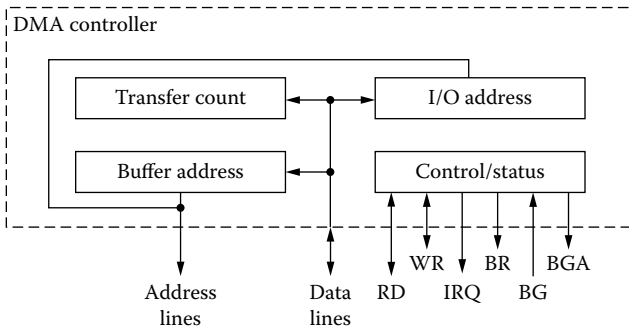 DMA controller
Transfer count
I/O address
Buffer address
Control/status
WR
BR
BGA
Address
lines
Data
lines
RD
IRQ
BG